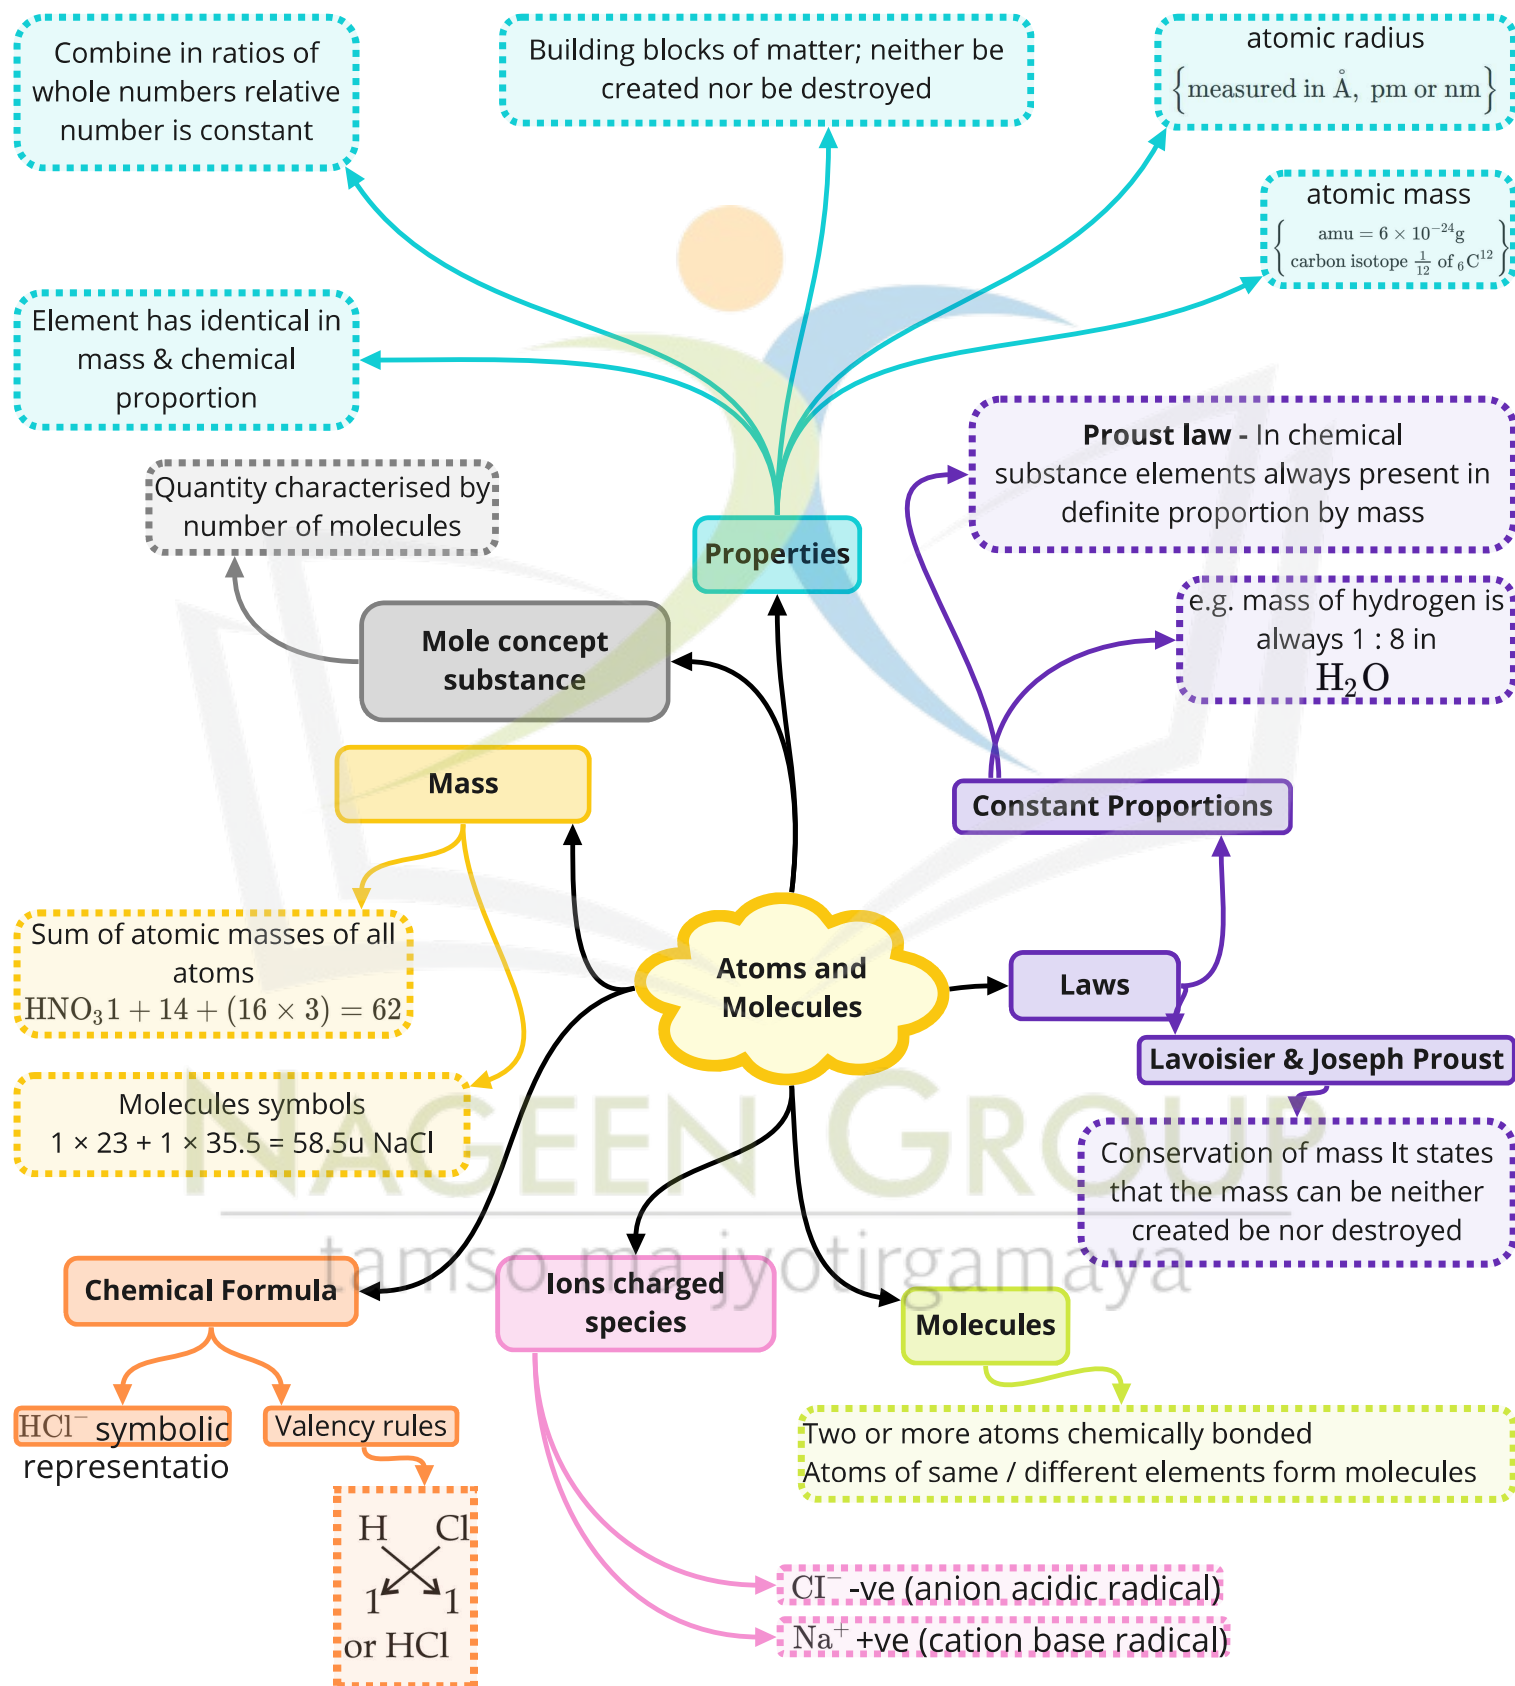 Combine in ratios of
whole numbers relative
number is constant
Building blocks of matter; neither be
created nor be destroyed
atomic radius
{measured in Å, pm or nm}
atomic mass
amu = 6 × 10⁻²⁴g
carbon isotope 1/12 of ₆C¹²
Element has identical in
mass & chemical
proportion
Proust law - In chemical
substance elements always present in
definite proportion by mass
Quantity characterised by
number of molecules
Properties
e.g. mass of hydrogen is
always 1 : 8 in
H₂O
Mole concept
substance
Mass
Constant Proportions
Sum of atomic masses of all
atoms
HNO₃1 + 14 + (16 × 3) = 62
Atoms and
Molecules
Laws
Lavoisier & Joseph Proust
Molecules symbols
1 × 23 + 1 × 35.5 = 58.5u NaCl
Conservation of mass It states
that the mass can be neither
created be nor destroyed
NAGEEN GROUP
tamso ma jyotirgamaya
Chemical Formula
Ions charged
species
Molecules
HCl⁻ symbolic
representatio
Valency rules
Two or more atoms chemically bonded
Atoms of same / different elements form molecules
H Cl
1 1
or HCl
CI⁻ -ve (anion acidic radical)
Na⁺ +ve (cation base radical)